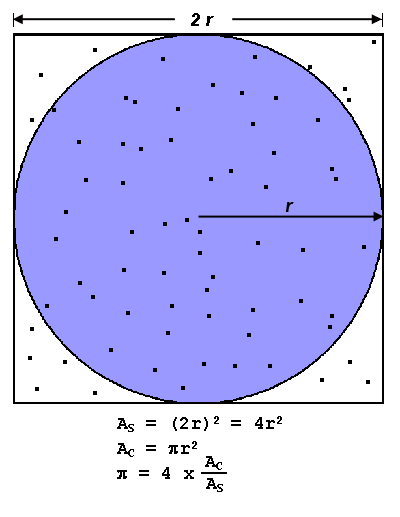 2 r
r
A_S = (2r)² = 4r²
A_C = πr²
π = 4 x A_C/A_S